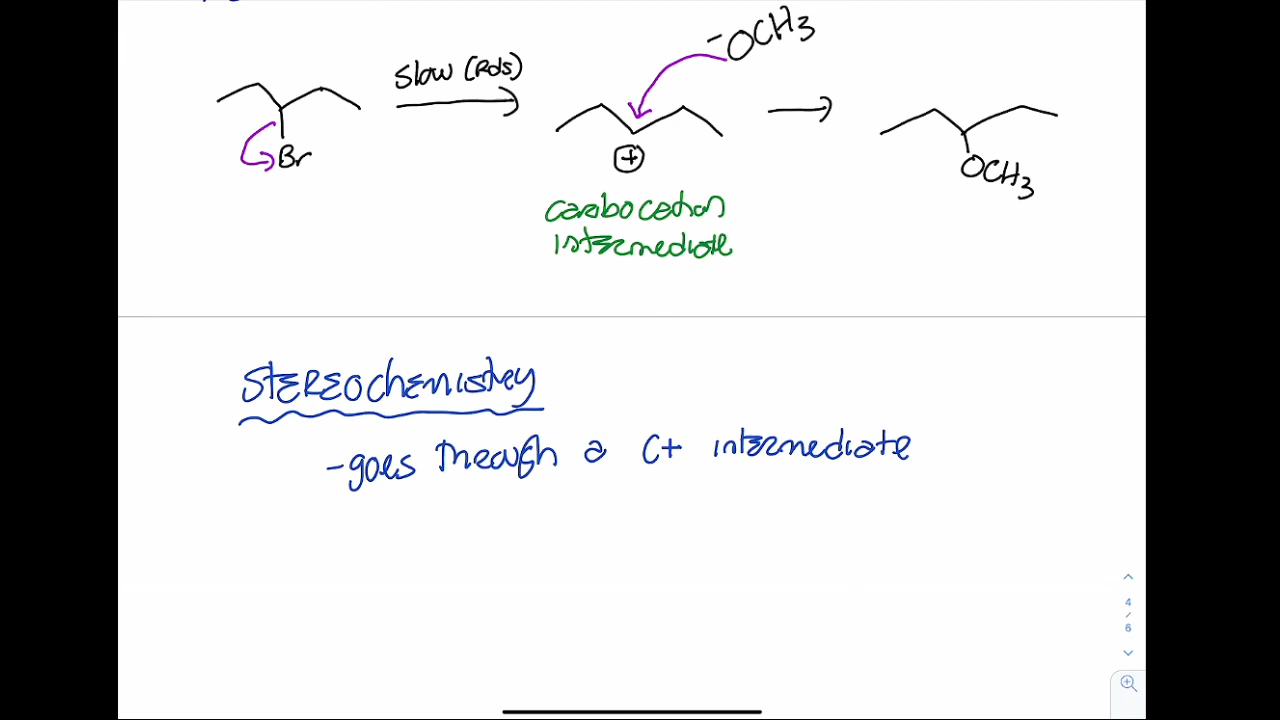 -OCH3
Slow (Rds)
Br
+
OCH3
carbocation
intermediate
STEREochemistry
-goes through a C+ intermediate
4
/
6